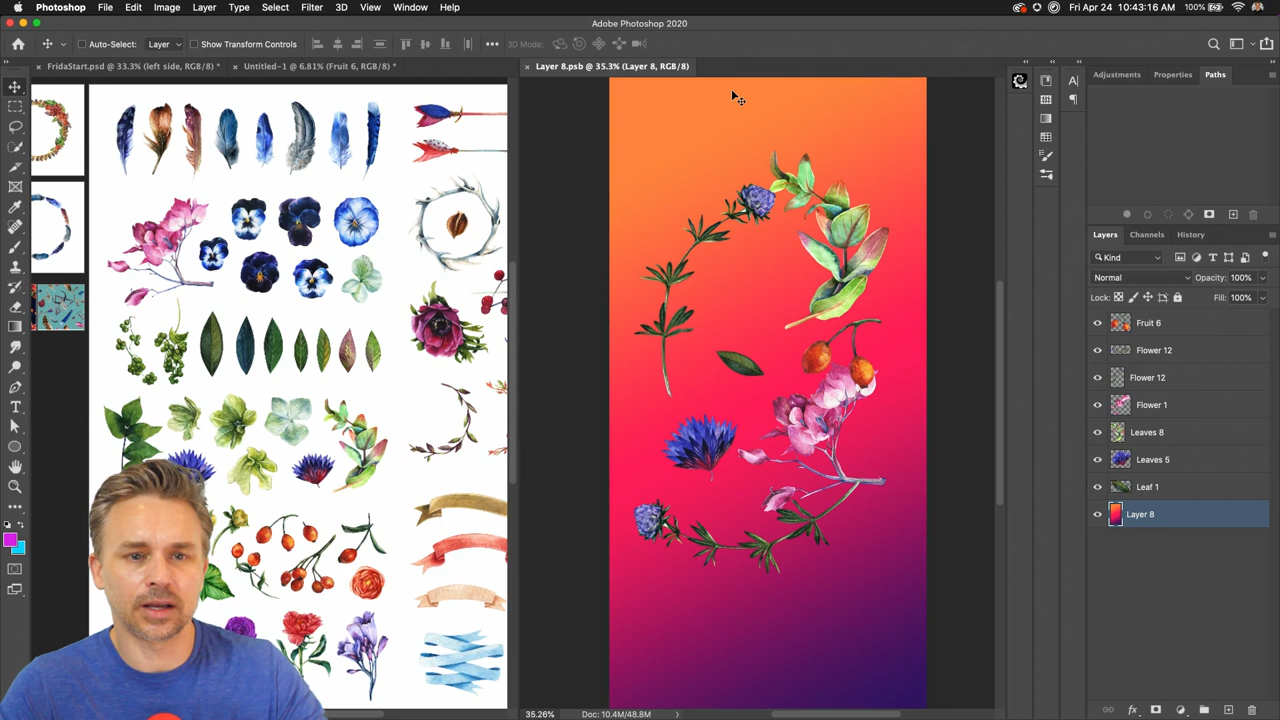 Photoshop File Edit Image Layer Type Select Filter 3D View Window Help 100% Fri Apr 24 10:43:16 AM
Adobe Photoshop 2020
Auto-Select: Layer Show Transform Controls 3D Mode:
× FridaStart.psd @ 33.3% (left side, RGB/8) * × Untitled-1 @ 6.81% (Fruit 6, RGB/8) * × Layer 8.psb @ 35.3% (Layer 8, RGB/8)
Adjustments Properties Paths
Layers Channels History
Kind
Normal Opacity: 100%
Lock: Fill: 100%
Fruit 6
Flower 12
Flower 12
Flower 1
Leaves 8
Leaves 5
Leaf 1
Layer 8
35.26% Doc: 10.4M/48.8M